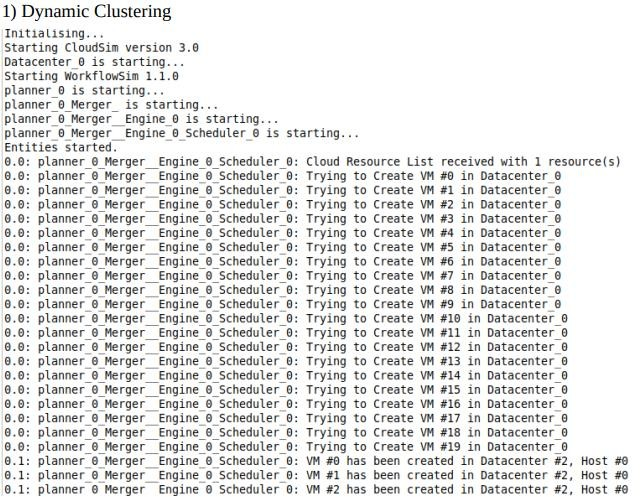 1) Dynamic Clustering
Initialising...
Starting CloudSim version 3.0
Datacenter_0 is starting...
Starting WorkflowSim 1.1.0
planner_0 is starting...
planner_0_Merger_ is starting...
planner_0_Merger__Engine_0 is starting...
planner_0_Merger__Engine_0_Scheduler_0 is starting...
Entities started.
0.0: planner_0_Merger__Engine_0_Scheduler_0: Cloud Resource List received with 1 resource(s)
0.0: planner_0_Merger__Engine_0_Scheduler_0: Trying to Create VM #0 in Datacenter_0
0.0: planner_0_Merger__Engine_0_Scheduler_0: Trying to Create VM #1 in Datacenter_0
0.0: planner_0_Merger__Engine_0_Scheduler_0: Trying to Create VM #2 in Datacenter_0
0.0: planner_0_Merger__Engine_0_Scheduler_0: Trying to Create VM #3 in Datacenter_0
0.0: planner_0_Merger__Engine_0_Scheduler_0: Trying to Create VM #4 in Datacenter_0
0.0: planner_0_Merger__Engine_0_Scheduler_0: Trying to Create VM #5 in Datacenter_0
0.0: planner_0_Merger__Engine_0_Scheduler_0: Trying to Create VM #6 in Datacenter_0
0.0: planner_0_Merger__Engine_0_Scheduler_0: Trying to Create VM #7 in Datacenter_0
0.0: planner_0_Merger__Engine_0_Scheduler_0: Trying to Create VM #8 in Datacenter_0
0.0: planner_0_Merger__Engine_0_Scheduler_0: Trying to Create VM #9 in Datacenter_0
0.0: planner_0_Merger__Engine_0_Scheduler_0: Trying to Create VM #10 in Datacenter_0
0.0: planner_0_Merger__Engine_0_Scheduler_0: Trying to Create VM #11 in Datacenter_0
0.0: planner_0_Merger__Engine_0_Scheduler_0: Trying to Create VM #12 in Datacenter_0
0.0: planner_0_Merger__Engine_0_Scheduler_0: Trying to Create VM #13 in Datacenter_0
0.0: planner_0_Merger__Engine_0_Scheduler_0: Trying to Create VM #14 in Datacenter_0
0.0: planner_0_Merger__Engine_0_Scheduler_0: Trying to Create VM #15 in Datacenter_0
0.0: planner_0_Merger__Engine_0_Scheduler_0: Trying to Create VM #16 in Datacenter_0
0.0: planner_0_Merger__Engine_0_Scheduler_0: Trying to Create VM #17 in Datacenter_0
0.0: planner_0_Merger__Engine_0_Scheduler_0: Trying to Create VM #18 in Datacenter_0
0.0: planner_0_Merger__Engine_0_Scheduler_0: Trying to Create VM #19 in Datacenter_0
0.1: planner_0_Merger__Engine_0_Scheduler_0: VM #0 has been created in Datacenter #2, Host #0
0.1: planner_0_Merger__Engine_0_Scheduler_0: VM #1 has been created in Datacenter #2, Host #0
0.1: planner_0_Merger__Engine_0_Scheduler_0: VM #2 has been created in Datacenter #2, Host #0